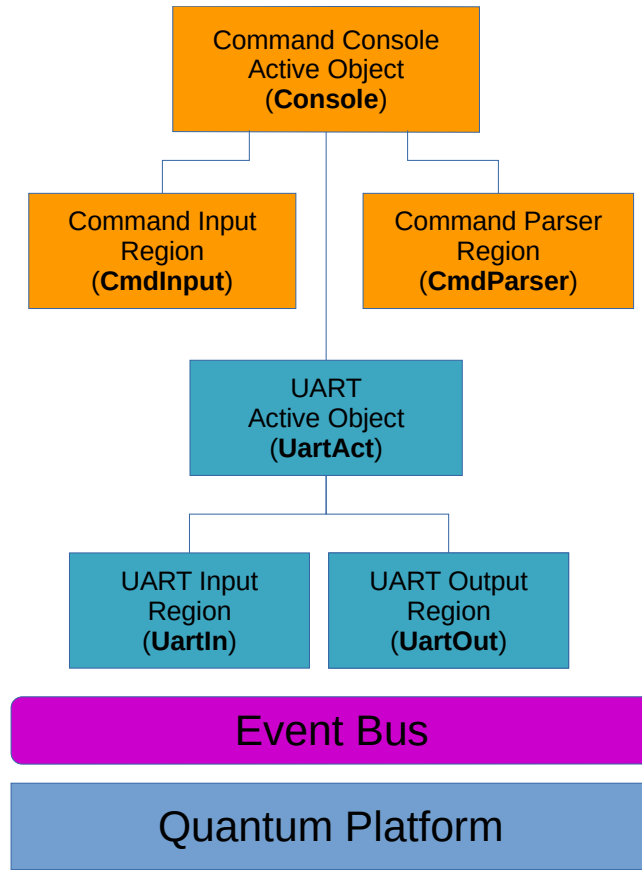 Command Console
Active Object
(Console)
Command Input
Region
(CmdInput)
Command Parser
Region
(CmdParser)
UART
Active Object
(UartAct)
UART Input
Region
(UartIn)
UART Output
Region
(UartOut)
Event Bus
Quantum Platform